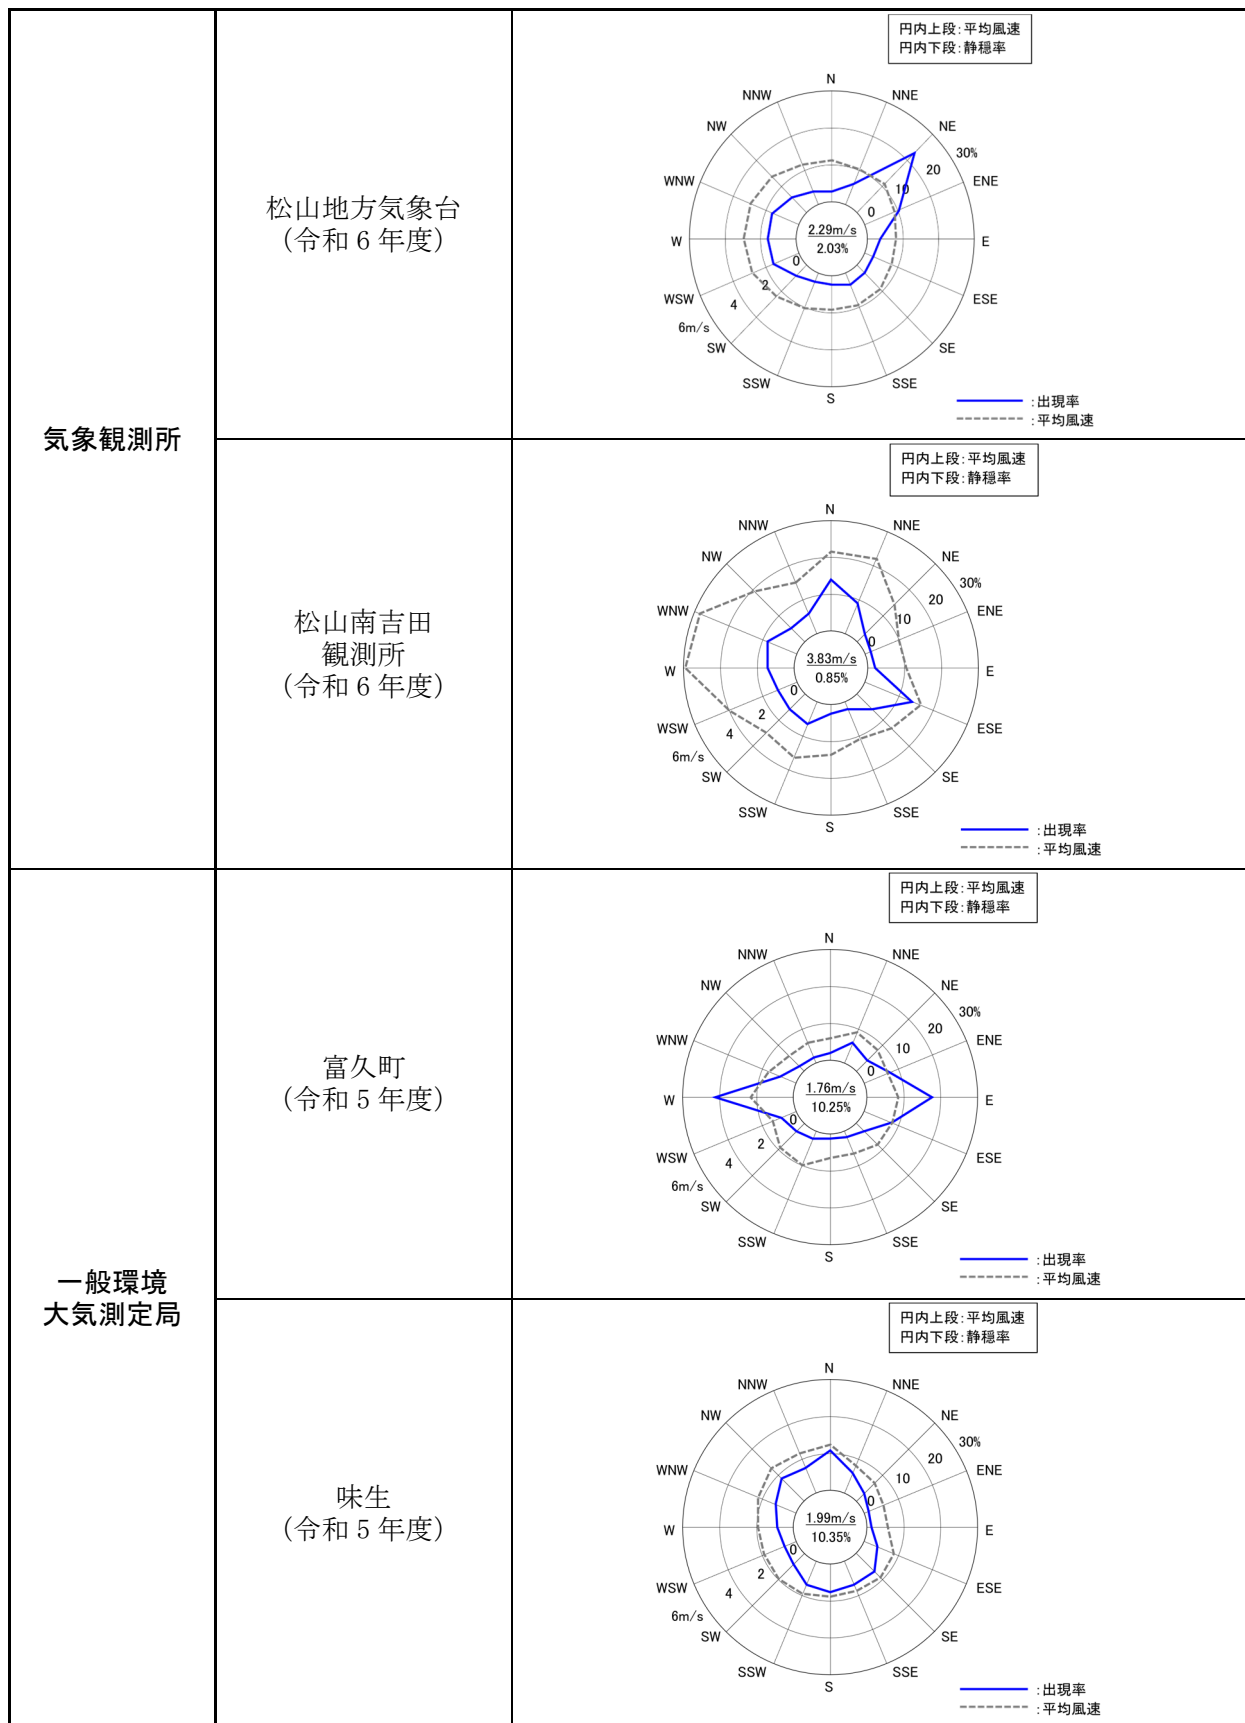 気象観測所
松山地方気象台
（令和６年度）
円内上段:平均風速
円内下段:静穏率
N
NNE
NE
ENE
E
ESE
SE
SSE
S
SSW
SW
WSW
W
WNW
NW
NNW
30%
20
10
0
2.29m/s
2.03%
0
2
4
6m/s
:出現率
:平均風速
松山南吉田
観測所
（令和６年度）
円内上段:平均風速
円内下段:静穏率
N
NNE
NE
ENE
E
ESE
SE
SSE
S
SSW
SW
WSW
W
WNW
NW
NNW
30%
20
10
0
3.83m/s
0.85%
0
2
4
6m/s
:出現率
:平均風速
一般環境
大気測定局
富久町
（令和５年度）
円内上段:平均風速
円内下段:静穏率
N
NNE
NE
ENE
E
ESE
SE
SSE
S
SSW
SW
WSW
W
WNW
NW
NNW
30%
20
10
0
1.76m/s
10.25%
0
2
4
6m/s
:出現率
:平均風速
味生
（令和５年度）
円内上段:平均風速
円内下段:静穏率
N
NNE
NE
ENE
E
ESE
SE
SSE
S
SSW
SW
WSW
W
WNW
NW
NNW
30%
20
10
0
1.99m/s
10.35%
0
2
4
6m/s
:出現率
:平均風速